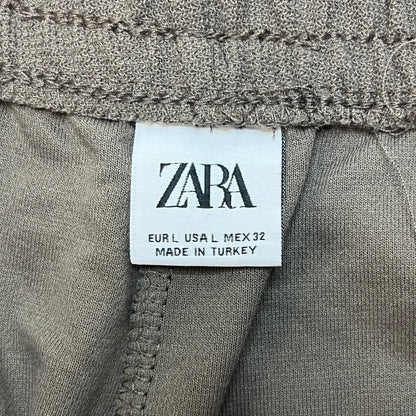 ZARA
EUR L USA L MEX 32
MADE IN TURKEY